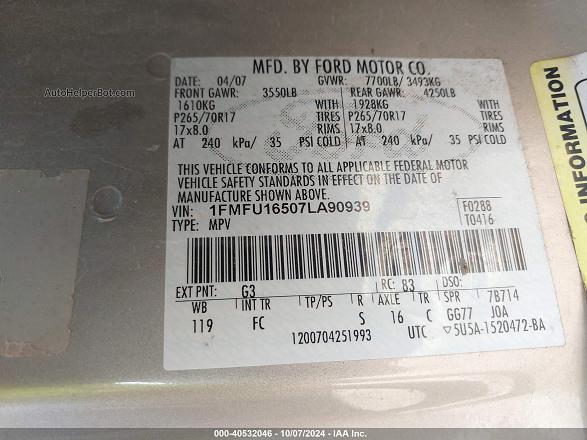 AutoHelperBot.com
MFD. BY FORD MOTOR CO.
DATE: 04/07 GVWR: 7700LB/ 3493KG
FRONT GAWR: 3550LB REAR GAWR: 4250LB
1610KG WITH 1928KG WITH
P265/70R17 TIRES P265/70R17 TIRES
17x8.0 RIMS 17x8.0 RIMS
AT 240 kPa/ 35 PSI COLD AT 240 kPa/ 35 PSI COLD
THIS VEHICLE CONFORMS TO ALL APPLICABLE FEDERAL MOTOR
VEHICLE SAFETY STANDARDS IN EFFECT ON THE DATE OF
MANUFACTURE SHOWN ABOVE.
VIN: 1FMFU16507LA90939 F0288
TYPE: MPV T0416
EXT PNT: G3 RC: 83 DSO:
WB INT TR TP/PS R AXLE TR SPR 7B714
119 FC S 16 C GG77 JOA
1200704251993 UTC ▽5U5A-1520472-BA
INFORMATION
000-40532046 - 10/07/2024 - IAA Inc.